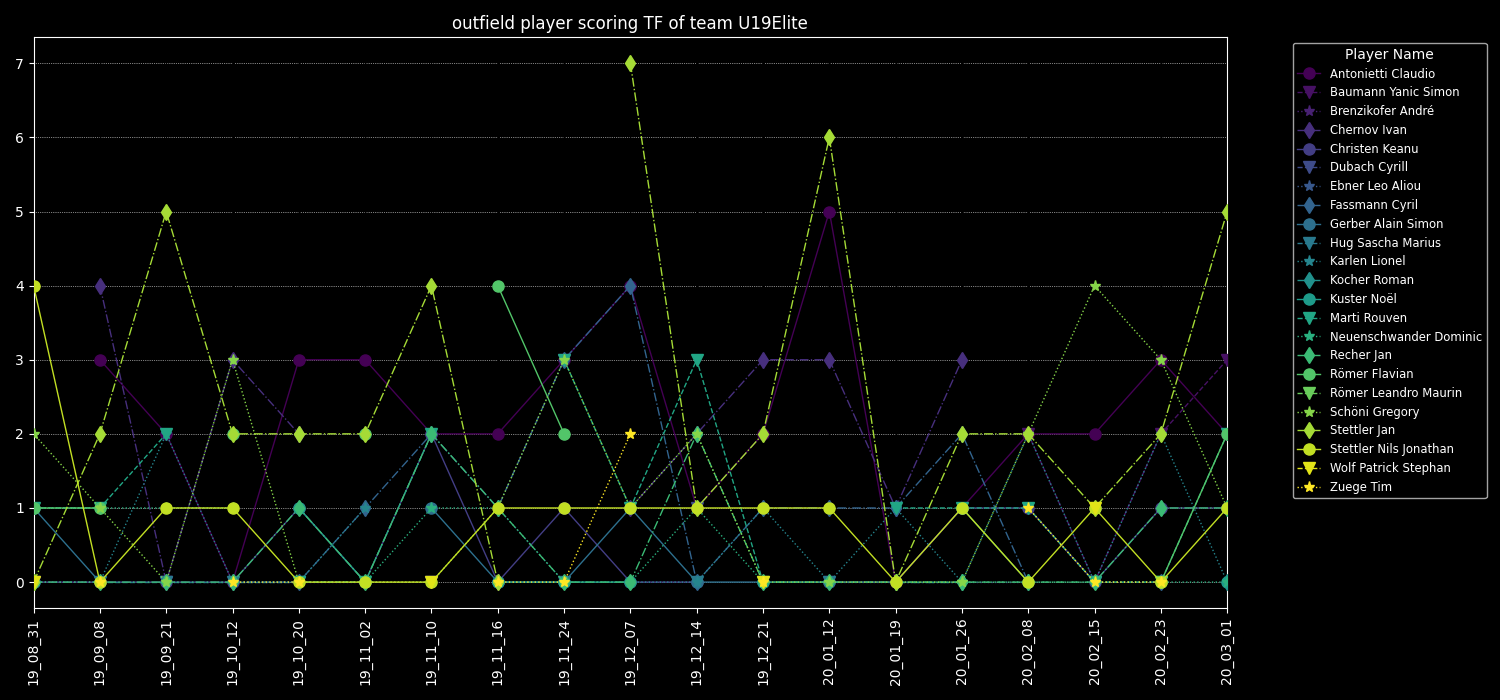 outfield player scoring TF of team U19Elite
7
6
5
4
3
2
1
0
19_08_31
19_09_08
19_09_21
19_10_12
19_10_20
19_11_02
19_11_10
19_11_16
19_11_24
19_12_07
19_12_14
19_12_21
20_01_12
20_01_19
20_01_26
20_02_08
20_02_15
20_02_23
20_03_01
Player Name
Antonietti Claudio
Baumann Yanic Simon
Brenzikofer André
Chernov Ivan
Christen Keanu
Dubach Cyrill
Ebner Leo Aliou
Fassmann Cyril
Gerber Alain Simon
Hug Sascha Marius
Karlen Lionel
Kocher Roman
Kuster Noël
Marti Rouven
Neuenschwander Dominic
Recher Jan
Römer Flavian
Römer Leandro Maurin
Schöni Gregory
Stettler Jan
Stettler Nils Jonathan
Wolf Patrick Stephan
Zuege Tim